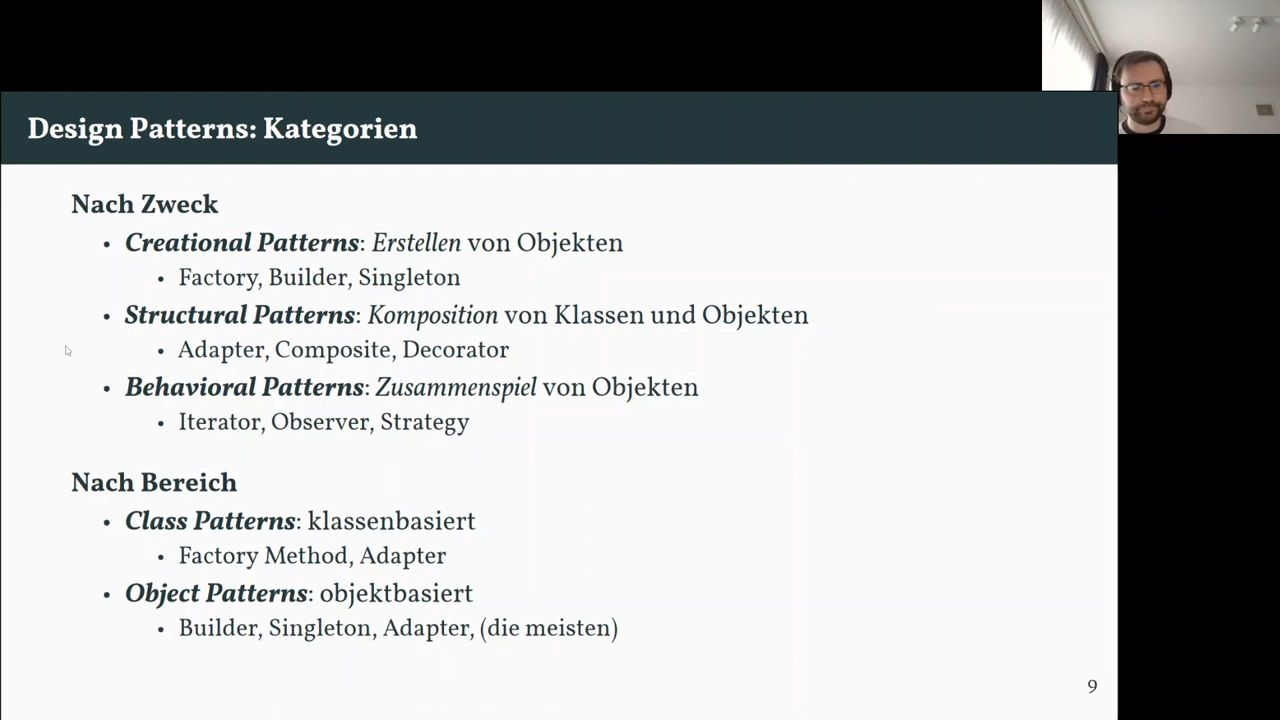 Design Patterns: Kategorien
Nach Zweck
• Creational Patterns: Erstellen von Objekten
• Factory, Builder, Singleton
• Structural Patterns: Komposition von Klassen und Objekten
• Adapter, Composite, Decorator
• Behavioral Patterns: Zusammenspiel von Objekten
• Iterator, Observer, Strategy
Nach Bereich
• Class Patterns: klassenbasiert
• Factory Method, Adapter
• Object Patterns: objektbasiert
• Builder, Singleton, Adapter, (die meisten)
9